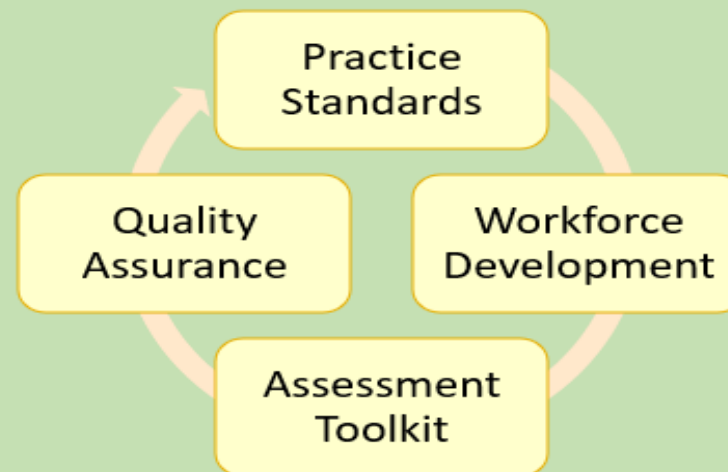 Practice
Standards
Quality
Assurance
Workforce
Development
Assessment
Toolkit